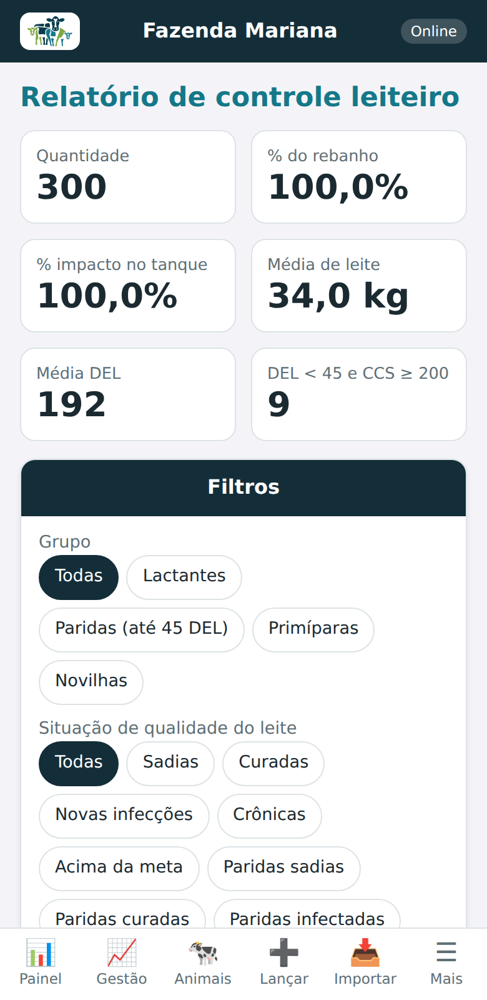 Fazenda Mariana
Online
Relatório de controle leiteiro
Quantidade
300
% do rebanho
100,0%
% impacto no tanque
100,0%
Média de leite
34,0 kg
Média DEL
192
DEL < 45 e CCS ≥ 200
9
Filtros
Grupo
Todas Lactantes
Paridas (até 45 DEL) Primíparas
Novilhas
Situação de qualidade do leite
Todas Sadias Curadas
Novas infecções Crônicas
Acima da meta Paridas sadias
Paridas curadas Paridas infectadas
Painel Gestão Animais Lançar Importar Mais